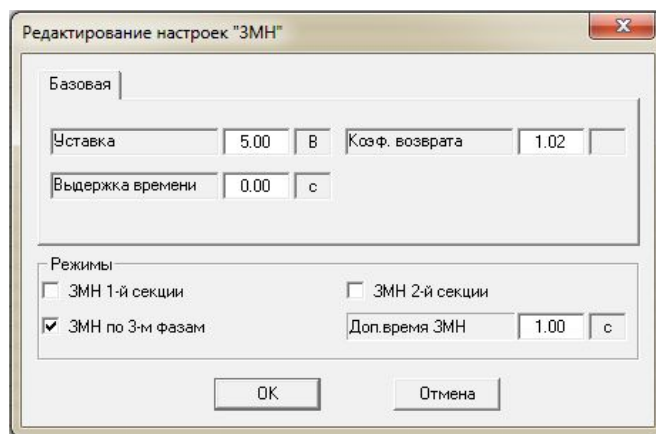 Редактирование настроек "ЗМН"
Базовая
Уставка 5.00 В Коэф. возврата 1.02
Выдержка времени 0.00 с
Режимы
ЗМН 1-й секции ЗМН 2-й секции
ЗМН по 3-м фазам Доп.время ЗМН 1.00 с
OK Отмена